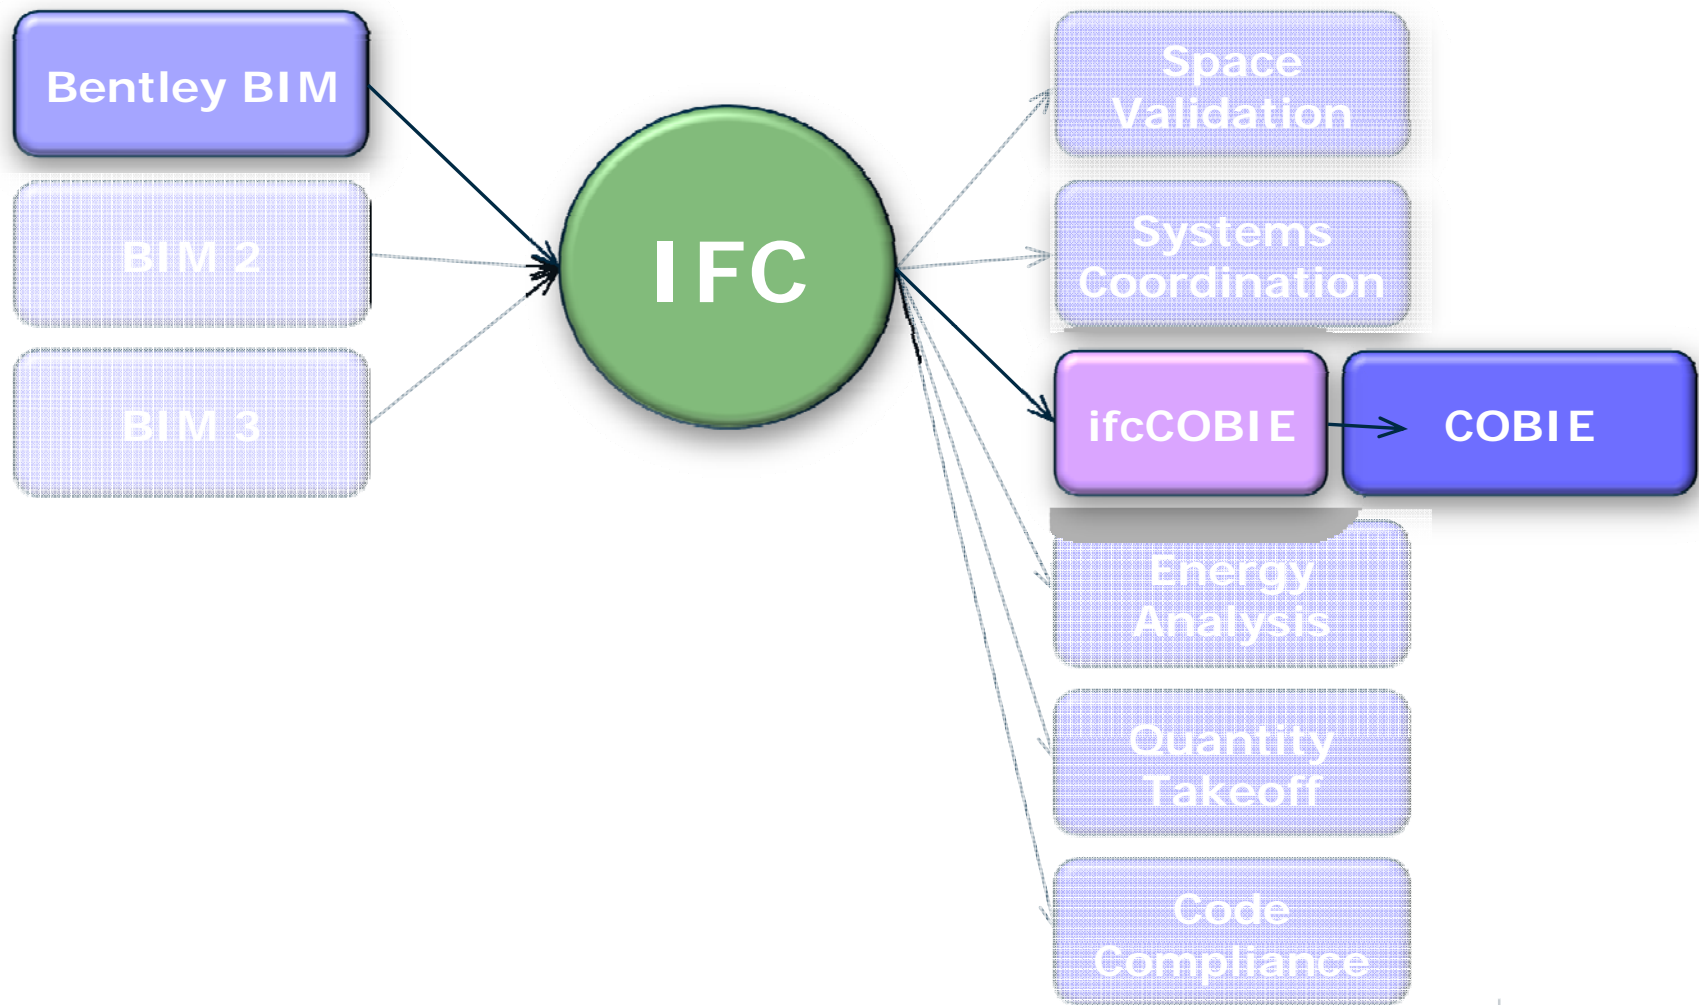 Bentley BIM
BIM 2
BIM 3
IFC
Space
Validation
Systems
Coordination
ifcCOBIE
COBIE
Energy
Analysis
Quantity
Takeoff
Code
Compliance